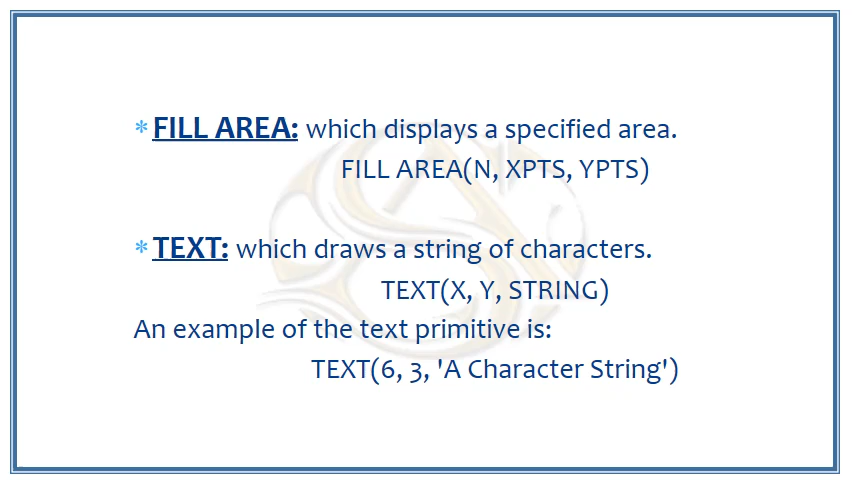 * FILL AREA: which displays a specified area.
FILL AREA(N, XPTS, YPTS)
* TEXT: which draws a string of characters.
TEXT(X, Y, STRING)
An example of the text primitive is:
TEXT(6, 3, 'A Character String')